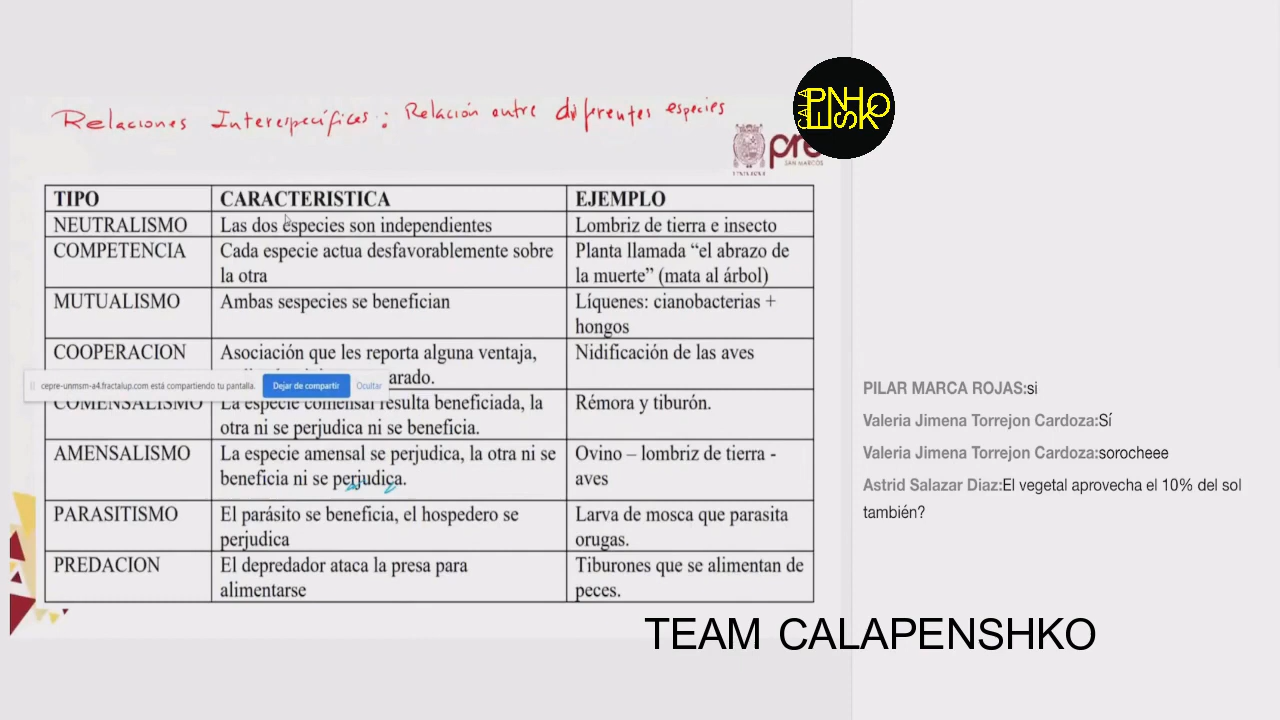 Relaciones Interespecíficas: Relación entre diferentes especies
CALA
PENSHKO
pre
SAN MARCOS
TIPO CARACTERISTICA EJEMPLO
NEUTRALISMO Las dos especies son independientes Lombriz de tierra e insecto
COMPETENCIA Cada especie actua desfavorablemente sobre Planta llamada “el abrazo de
la otra la muerte” (mata al árbol)
MUTUALISMO Ambas sespecies se benefician Líquenes: cianobacterias +
hongos
COOPERACION Asociación que les reporta alguna ventaja, Nidificación de las aves
arado.
cepre-unmsm-a4.fractalup.com está compartiendo tu pantalla. Dejar de compartir Ocultar
COMENSALISMO La especie comensal resulta beneficiada, la Rémora y tiburón.
otra ni se perjudica ni se beneficia.
AMENSALISMO La especie amensal se perjudica, la otra ni se Ovino – lombriz de tierra -
beneficia ni se perjudica. aves
PARASITISMO El parásito se beneficia, el hospedero se Larva de mosca que parasita
perjudica orugas.
PREDACION El depredador ataca la presa para Tiburones que se alimentan de
alimentarse peces.
PILAR MARCA ROJAS:si
Valeria Jimena Torrejon Cardoza:Sí
Valeria Jimena Torrejon Cardoza:sorocheee
Astrid Salazar Diaz:El vegetal aprovecha el 10% del sol
también?
TEAM CALAPENSHKO